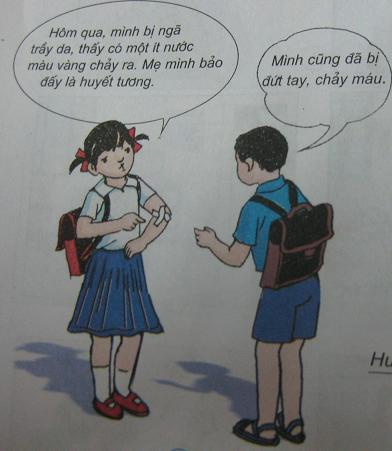 Hôm qua, mình bị ngã
trầy da, thấy có một ít nước
màu vàng chảy ra. Mẹ mình bảo
đấy là huyết tương.
Mình cũng đã bị
đứt tay, chảy máu.
Hu